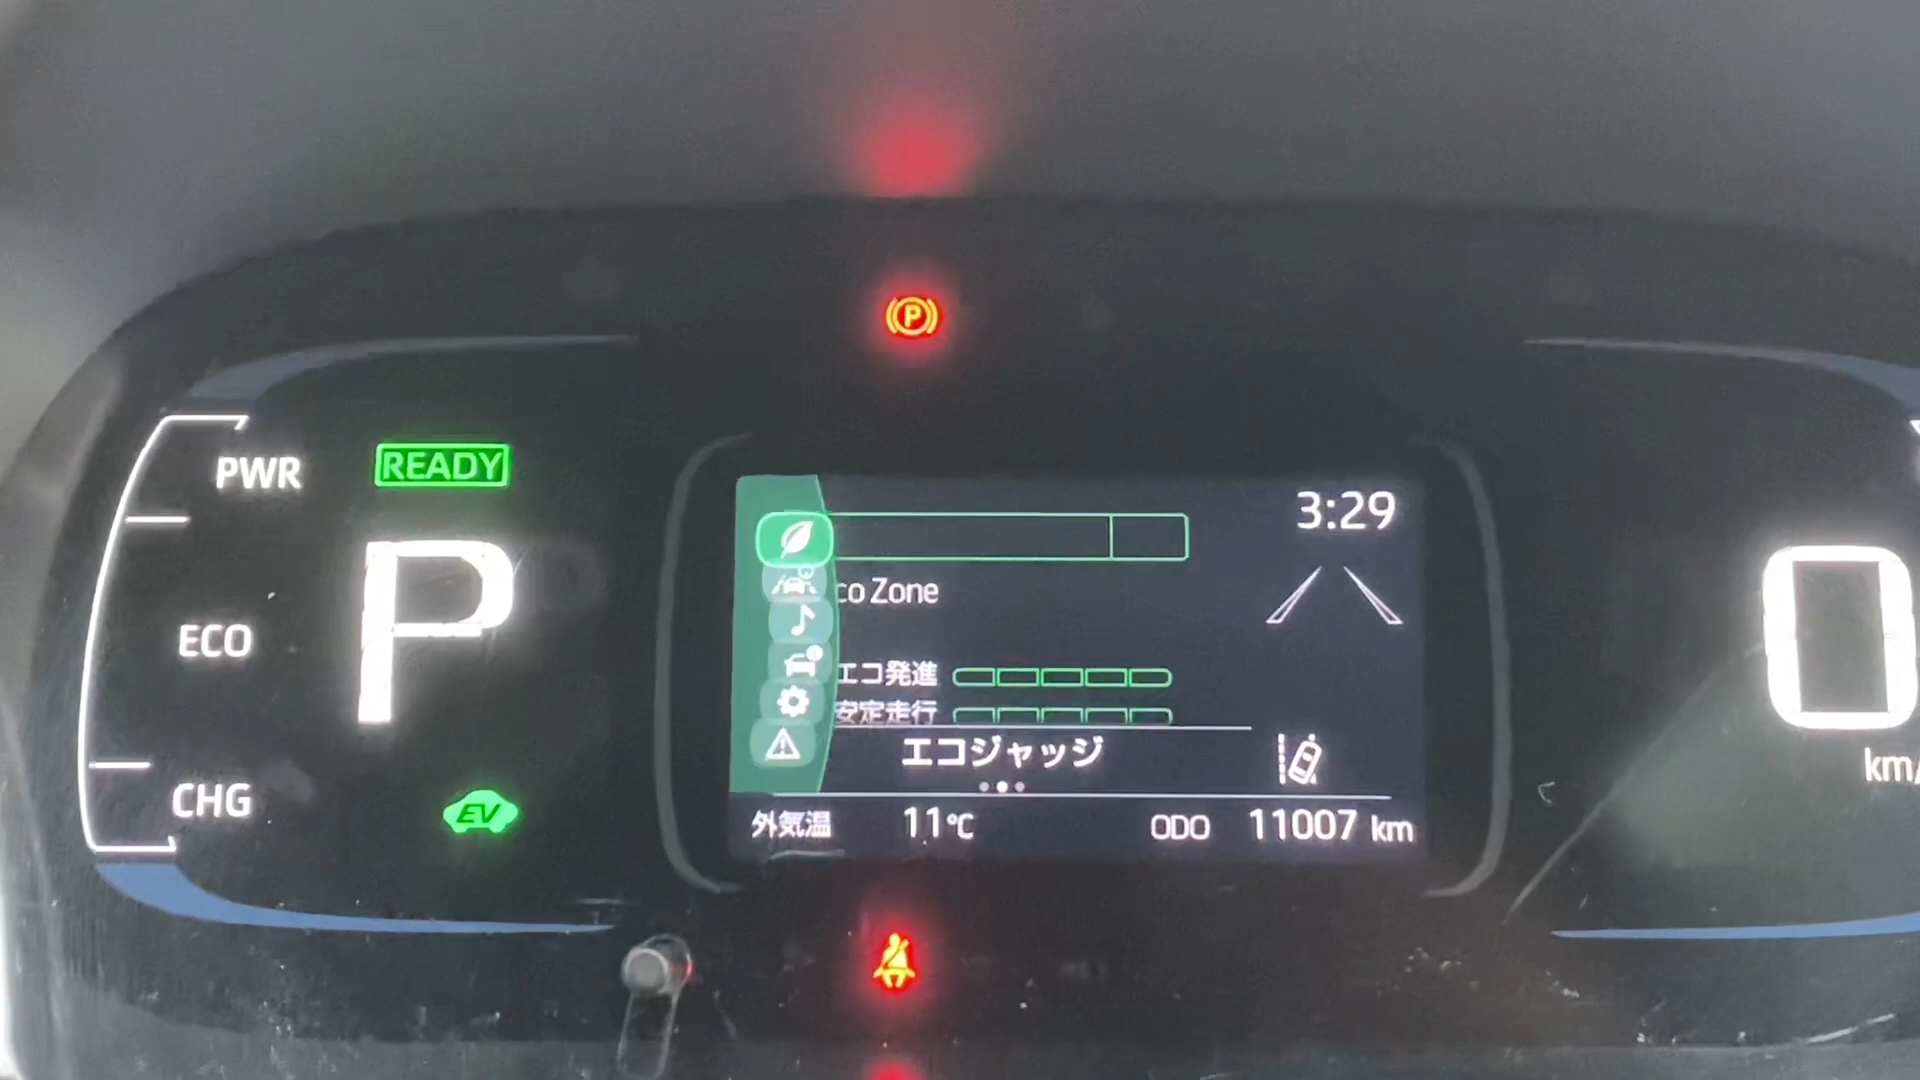 P
PWR
READY
3:29
P
co Zone
ECO
0
エコ発進
安定走行
エコジャッジ
km/
CHG
EV
外気温 11℃ ODO 11007 km